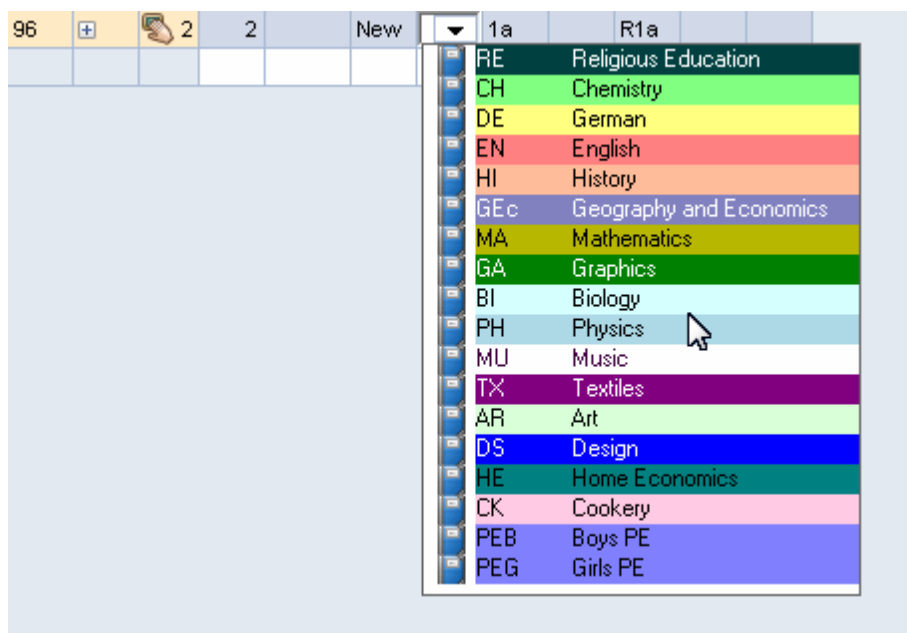 96 2 2 New 1a R1a
RE Religious Education
CH Chemistry
DE German
EN English
HI History
GEc Geography and Economics
MA Mathematics
GA Graphics
BI Biology
PH Physics
MU Music
TX Textiles
AR Art
DS Design
HE Home Economics
CK Cookery
PEB Boys PE
PEG Girls PE